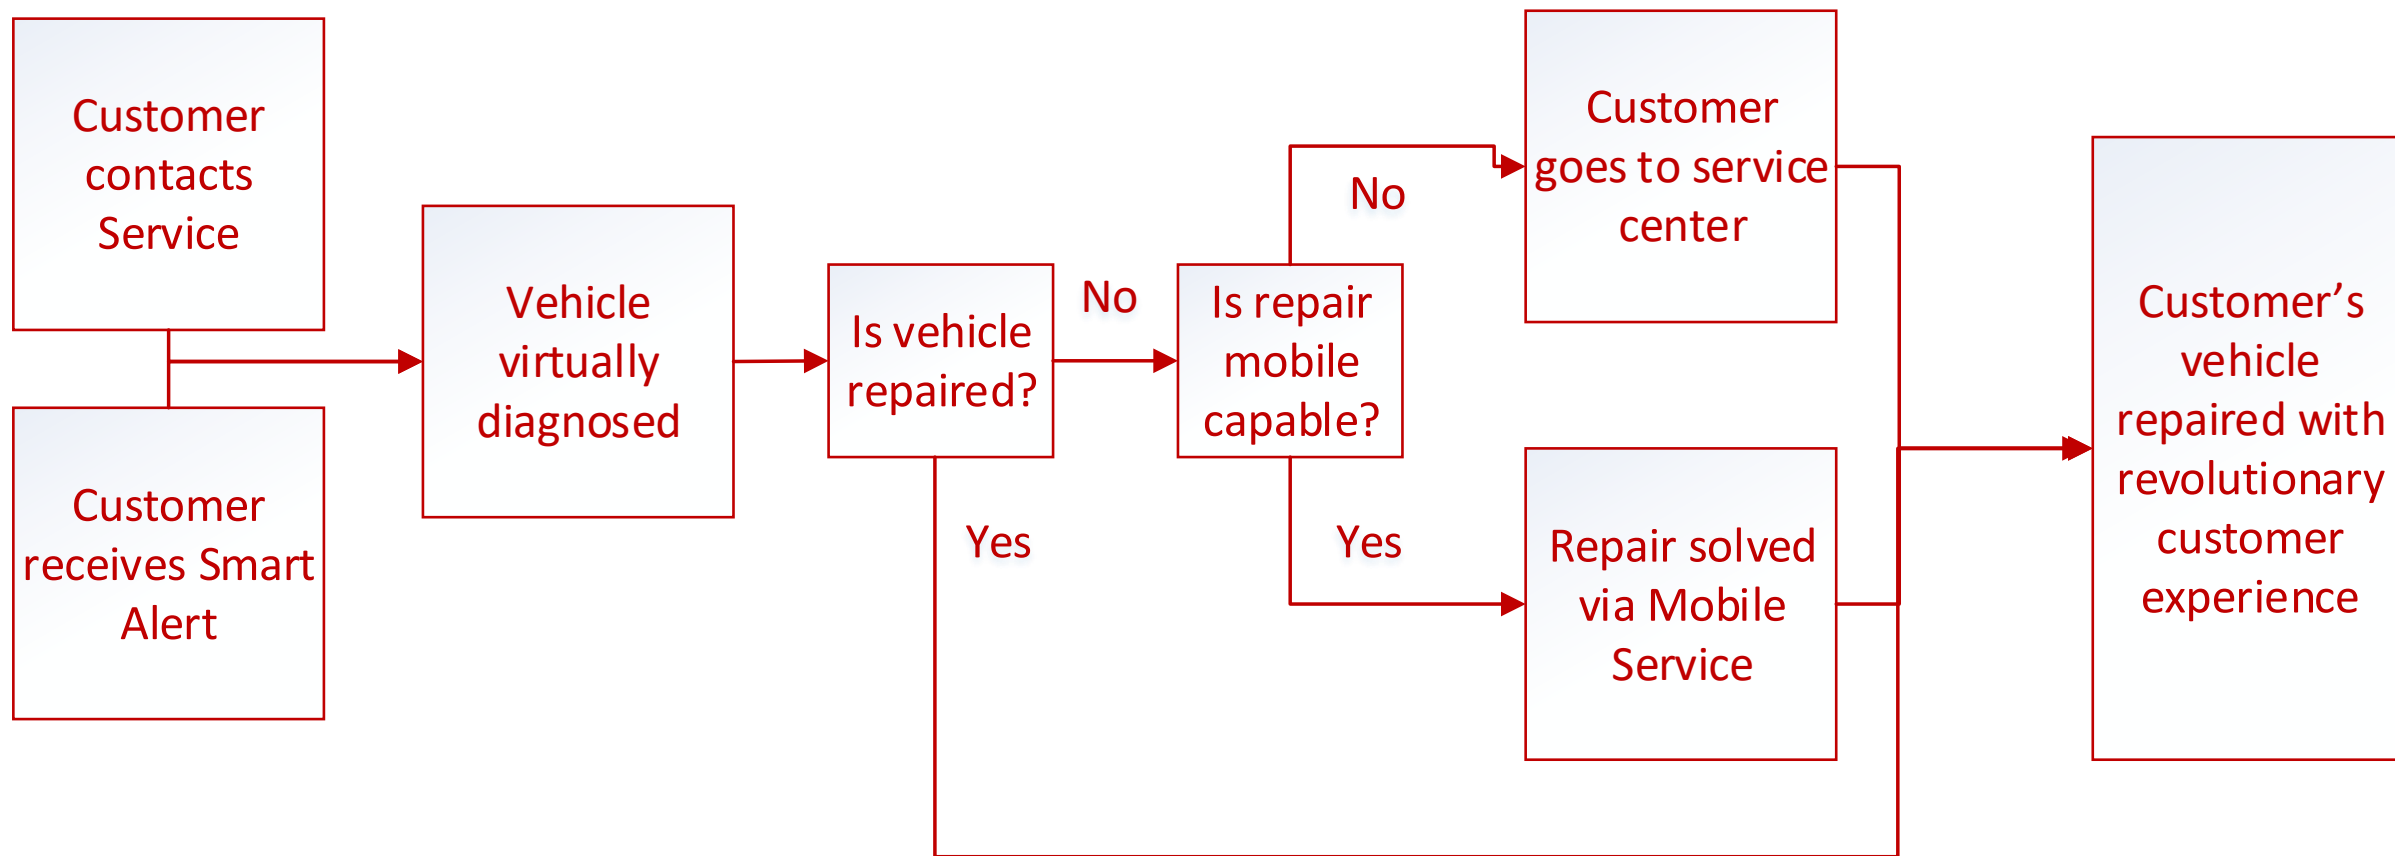 Customer
contacts
Service
Customer
receives Smart
Alert
Vehicle
virtually
diagnosed
Is vehicle
repaired?
No
Yes
Is repair
mobile
capable?
No
Yes
Customer
goes to service
center
Repair solved
via Mobile
Service
Customer’s
vehicle
repaired with
revolutionary
customer
experience